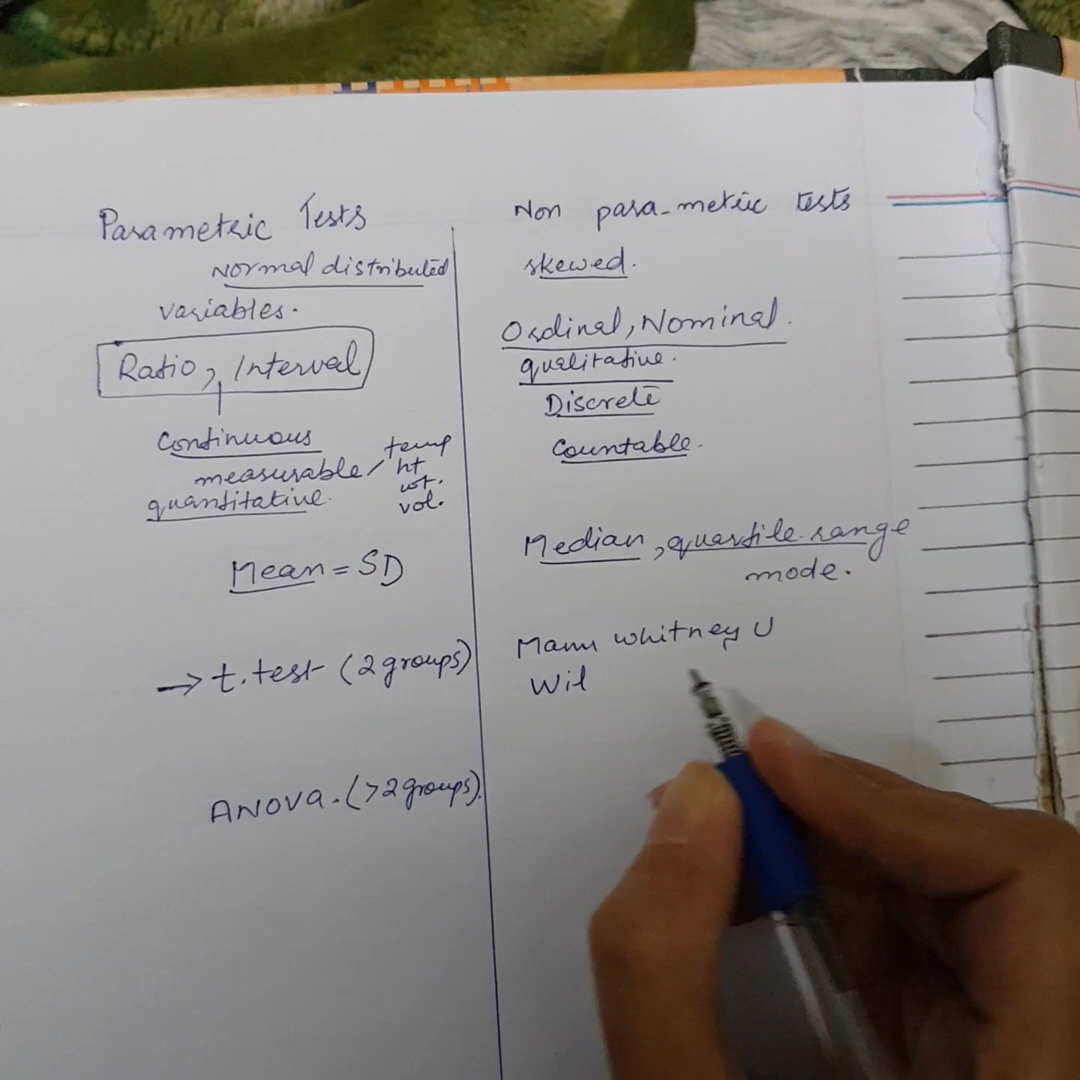 Parametric Tests
Normal distributed
variables.
Ratio, Interval
Continuous
measurable / temp
ht
wt.
vol.
quantitative.
Mean = SD
→ t.test (2 groups)
ANOVA. (>2 groups).
Non para-metric tests
skewed.
Ordinal, Nominal.
qualitative.
Discrete
Countable.
Median, quartile range
mode.
Mann whitney U
Wil